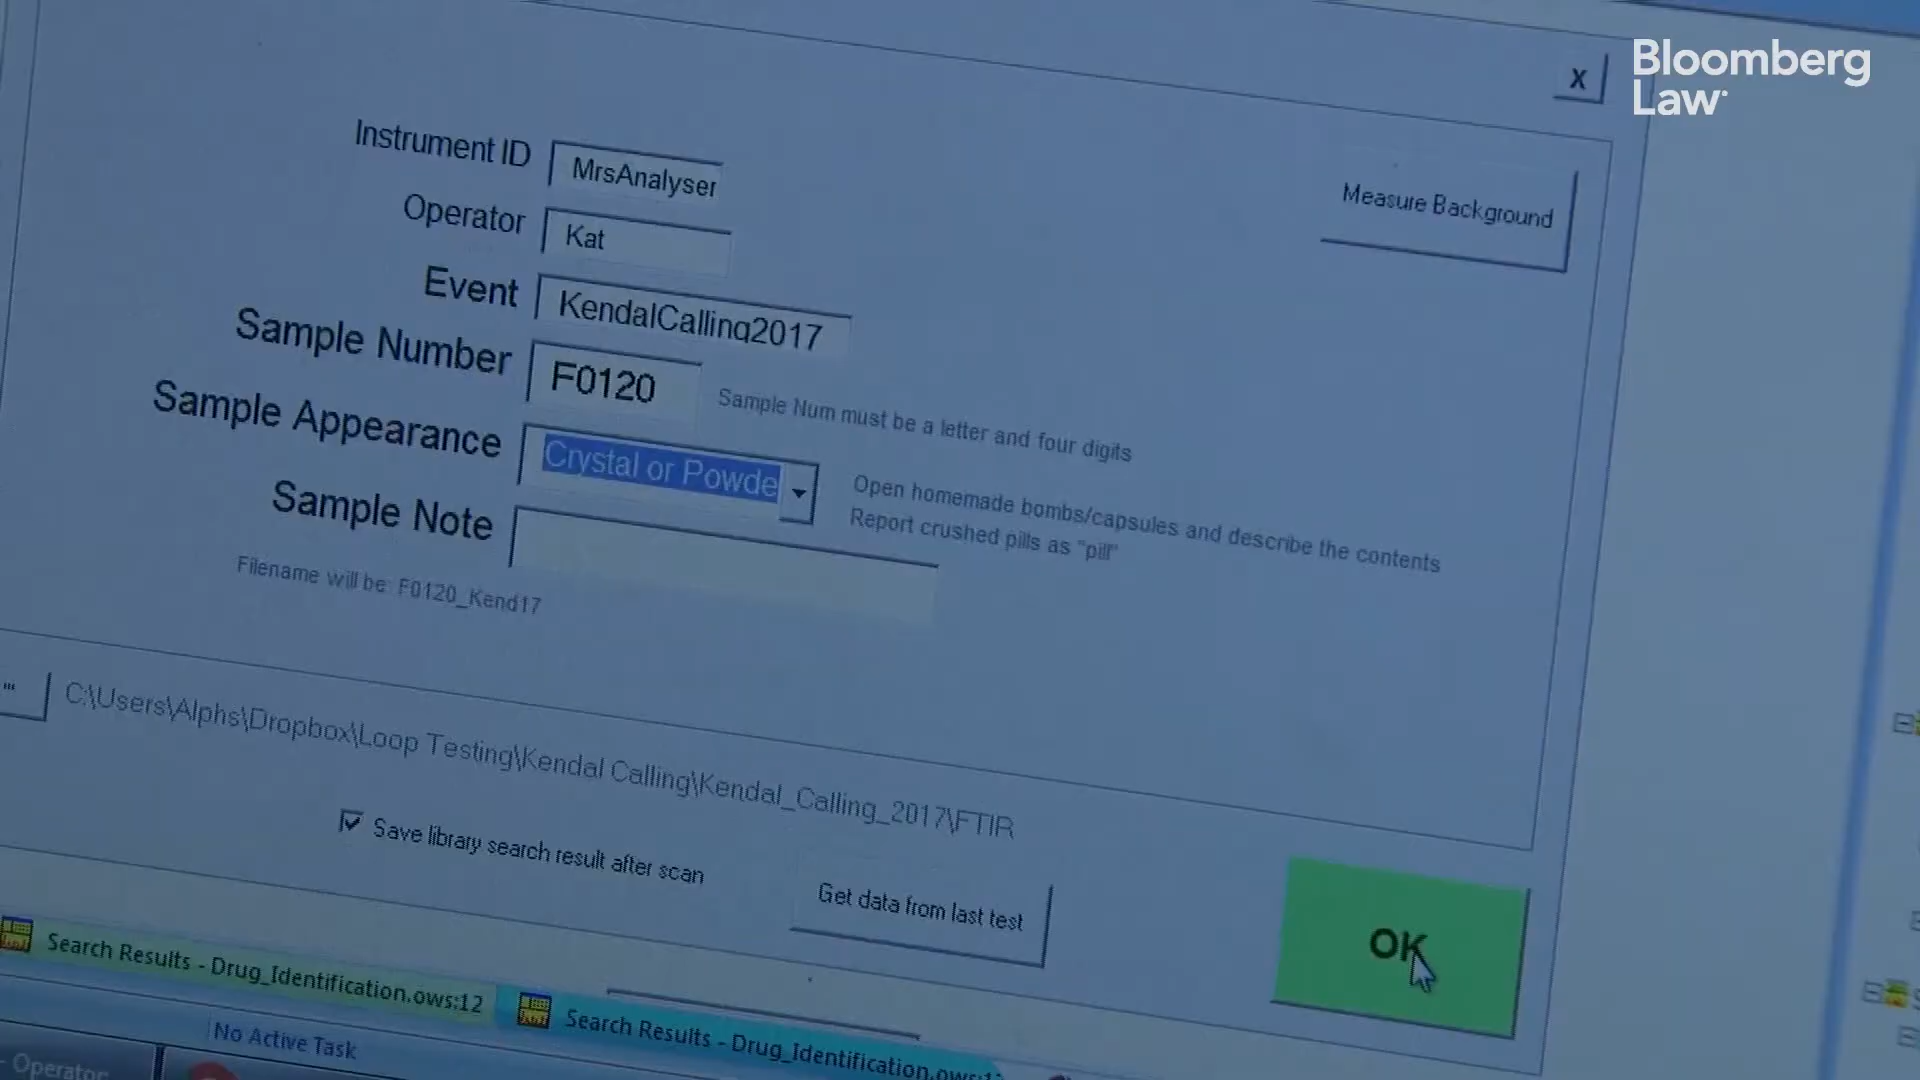 Bloomberg
Law
X
Instrument ID
MrsAnalyser
Measure Background
Operator
Kat
Event
KendalCalling2017
Sample Number
F0120
Sample Num must be a letter and four digits
Sample Appearance
Crystal or Powde
Open homemade bombs/capsules and describe the contents
Report crushed pills as "pill"
Sample Note
Filename will be: F0120_Kend17
...
C:\Users\Alphs\Dropbox\Loop Testing\Kendal Calling\Kendal_Calling_2017\FTIR
Save library search result after scan
Get data from last test
OK
Search Results - Drug_Identification.ows:12
Search Results - Drug_Identification.ows:1
No Active Task
- Operator